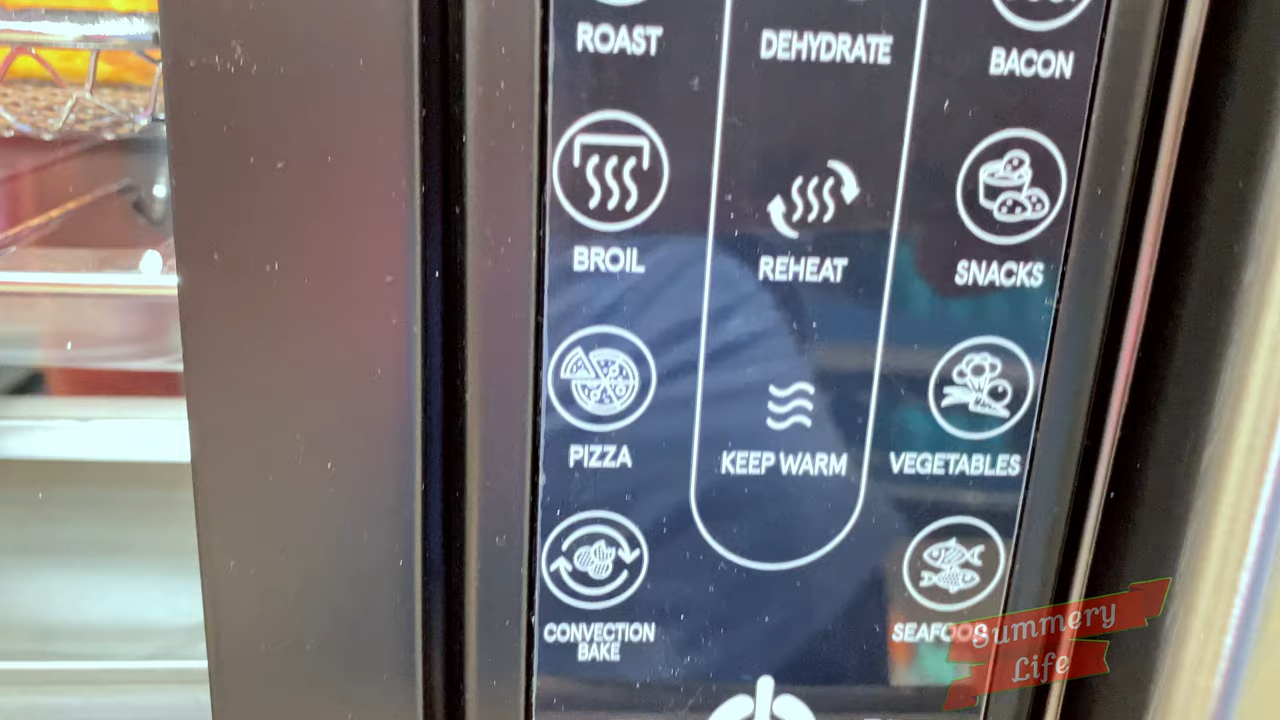 ROAST
DEHYDRATE
BACON
BROIL
REHEAT
SNACKS
PIZZA
KEEP WARM
VEGETABLES
CONVECTION
BAKE
SEAFOOD
Summery
Life